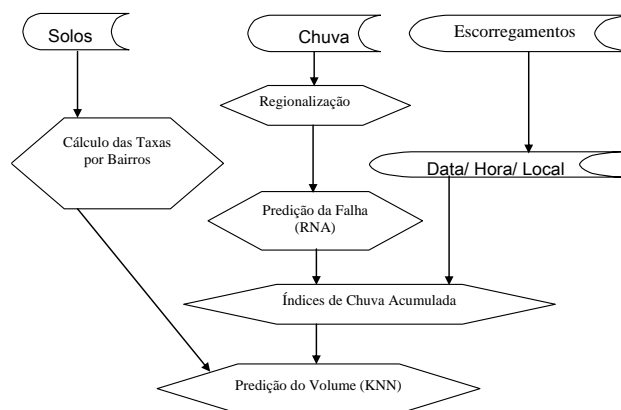 Solos
Chuva
Escorregamentos
Regionalização
Cálculo das Taxas
por Bairros
Data/ Hora/ Local
Predição da Falha
(RNA)
Índices de Chuva Acumulada
Predição do Volume (KNN)